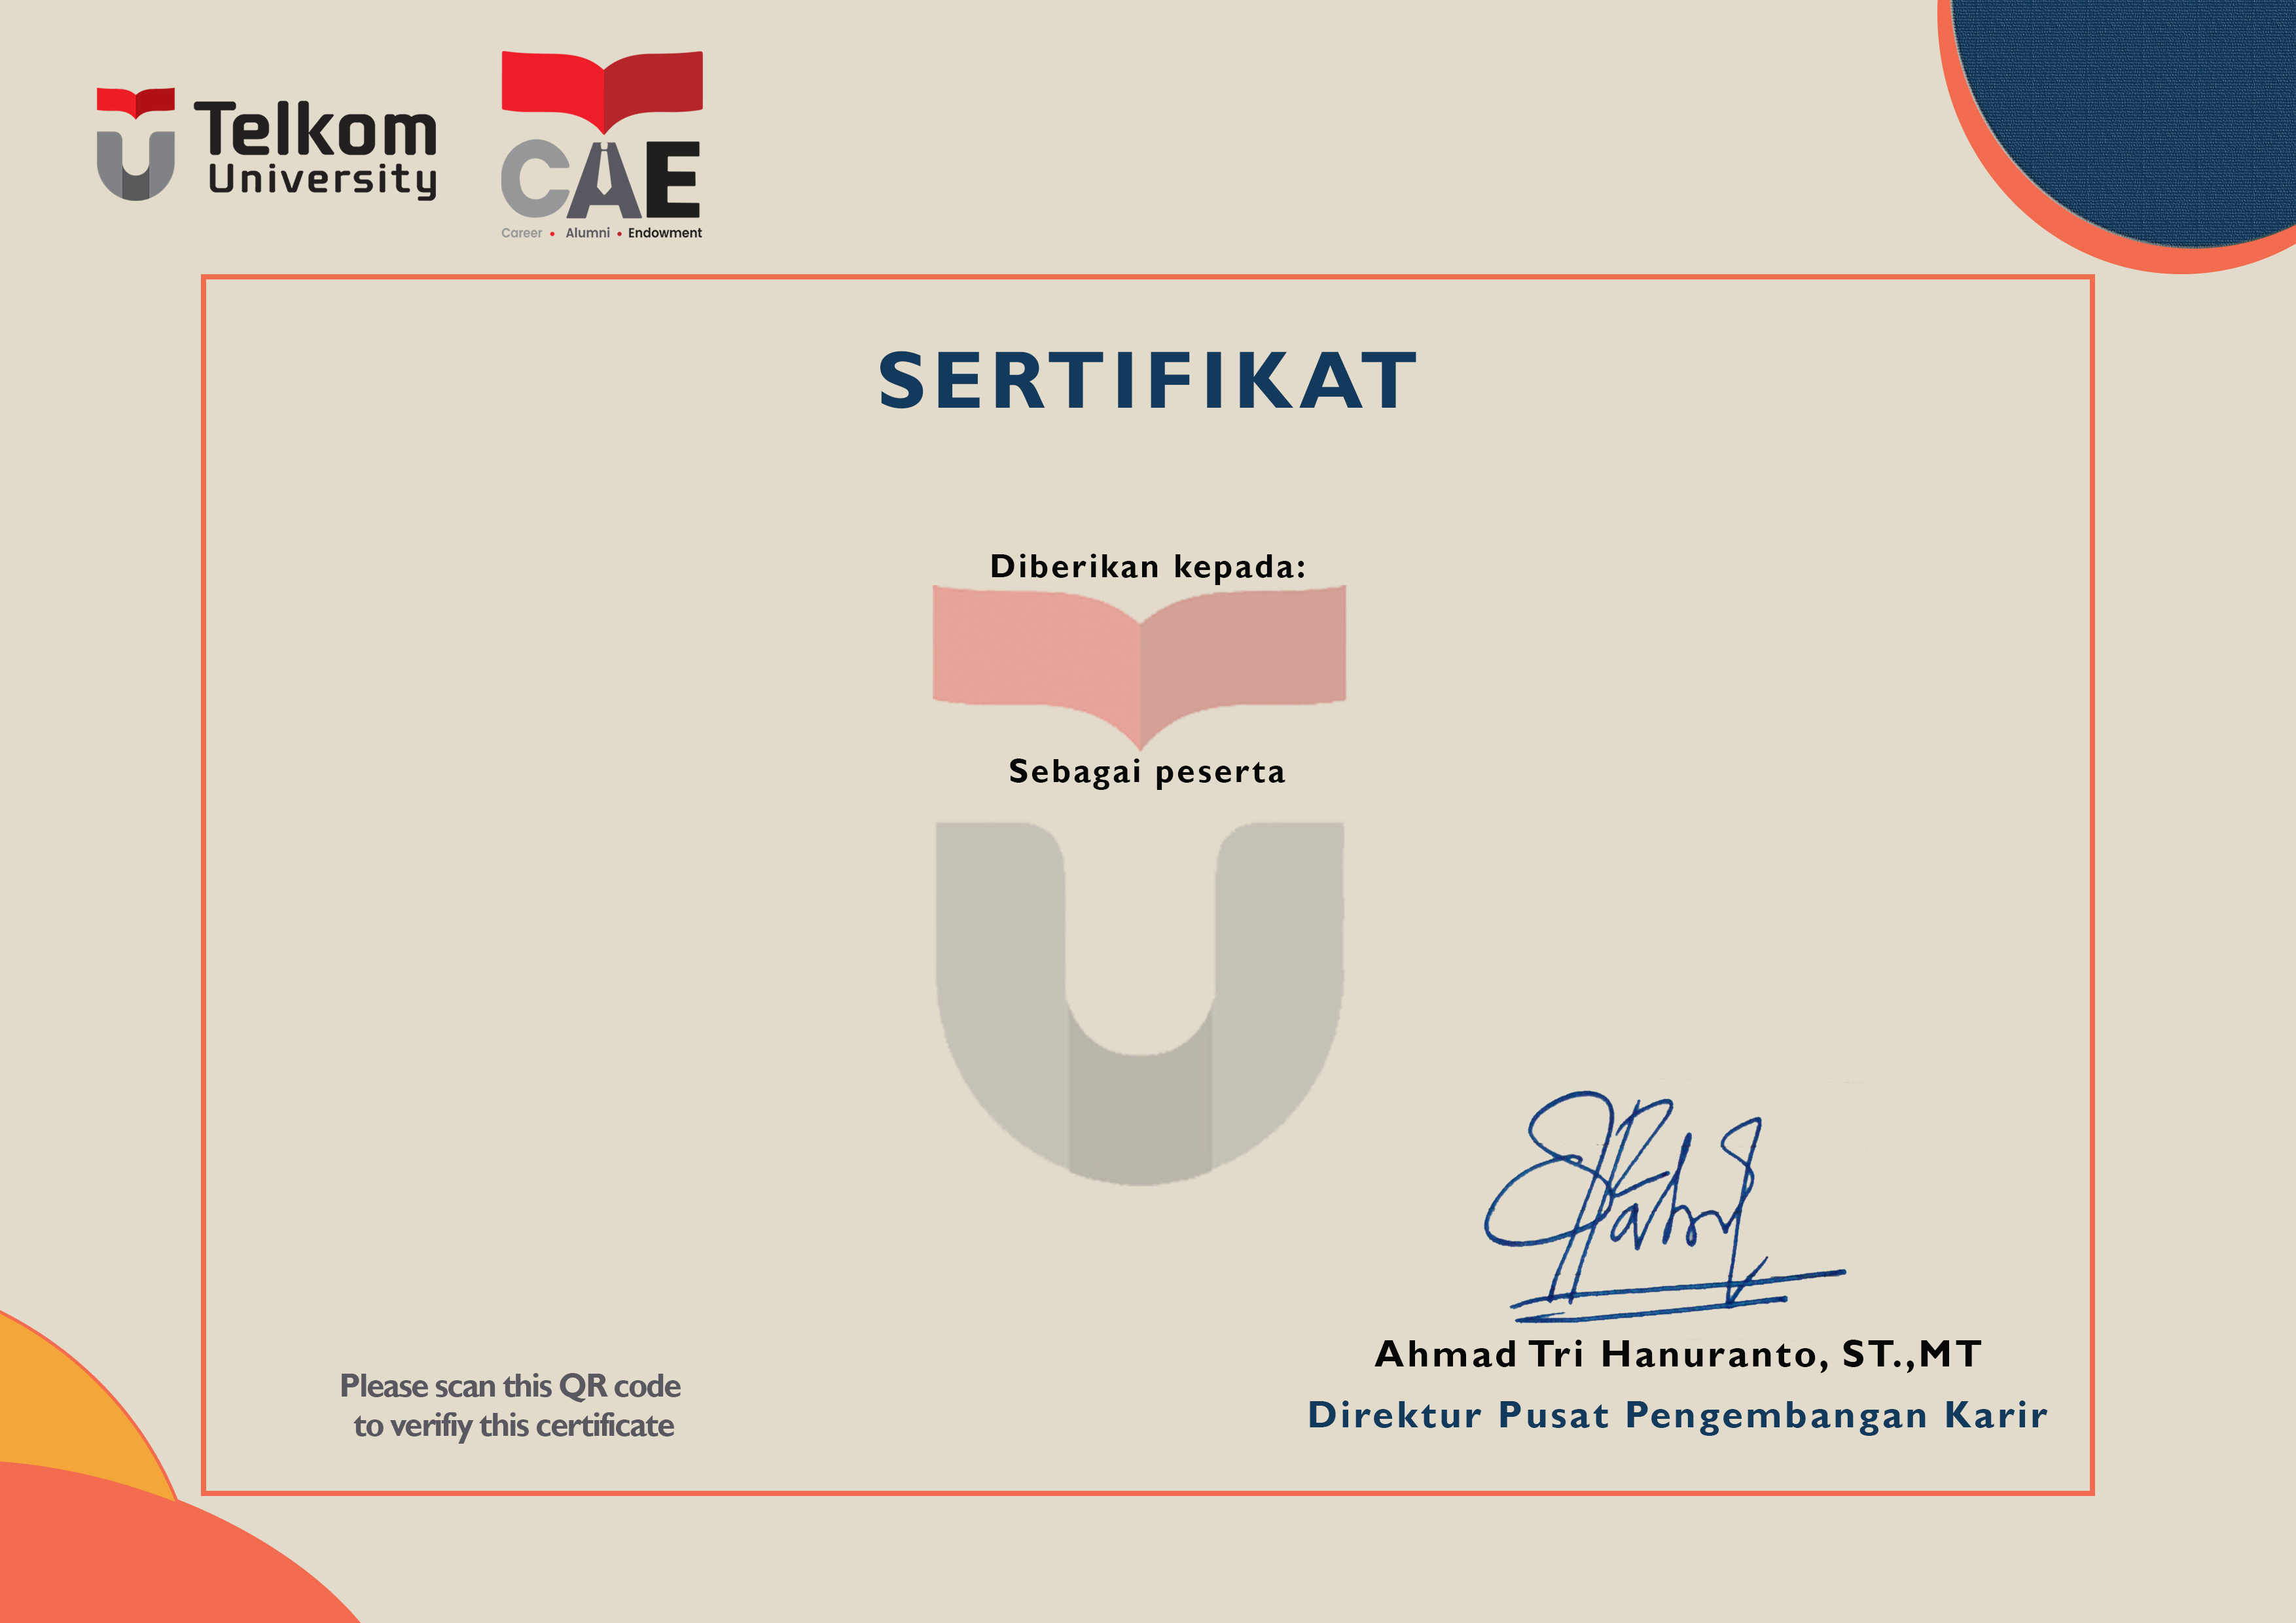 Telkom
University
CAE
Career • Alumni • Endowment
SERTIFIKAT
Diberikan kepada:
Sebagai peserta
Please scan this QR code
to verifiy this certificate
Ahmad Tri Hanuranto, ST.,MT
Direktur Pusat Pengembangan Karir